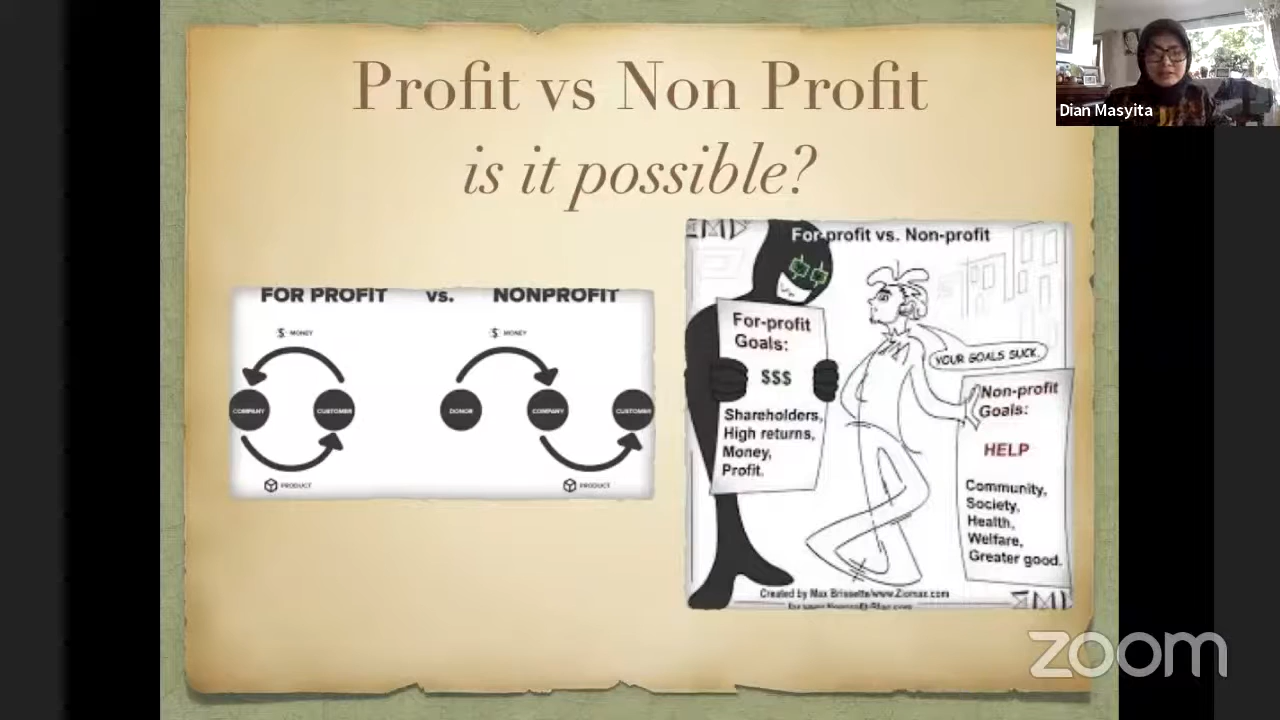 Profit vs Non Profit
is it possible?
Dian Masyita
FOR PROFIT vs. NONPROFIT
$ MONEY
COMPANY
CUSTOMER
PRODUCT
$ MONEY
DONOR
COMPANY
CUSTOMER
PRODUCT
For-profit vs. Non-profit
For-profit
Goals:
$$$
Shareholders,
High returns,
Money,
Profit.
YOUR GOALS SUCK.
Non-profit
Goals:
HELP
Community,
Society,
Health,
Welfare,
Greater good.
Created by Max Brissette/www.Ziomax.com
zoom